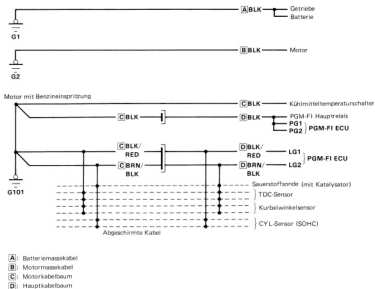 A BLK Getriebe
Batterie
G1
B BLK Motor
G2
Motor mit Benzineinspritzung
C BLK Kühlmitteltemperaturschalter
C BLK D BLK PGM-FI Hauptrelais
PG1
PG2 } PGM-FI ECU
C BLK/RED D BLK/RED LG1
C BRN/BLK D BRN/BLK LG2 } PGM-FI ECU
G101
Sauerstoffsonde (mit Katalysator)
TDC-Sensor
Kurbelwinkelsensor
CYL-Sensor (SOHC)
Abgeschirmte Kabel
A: Batteriemassekabel
B: Motormassekabel
C: Motorkabelbaum
D: Hauptkabelbaum